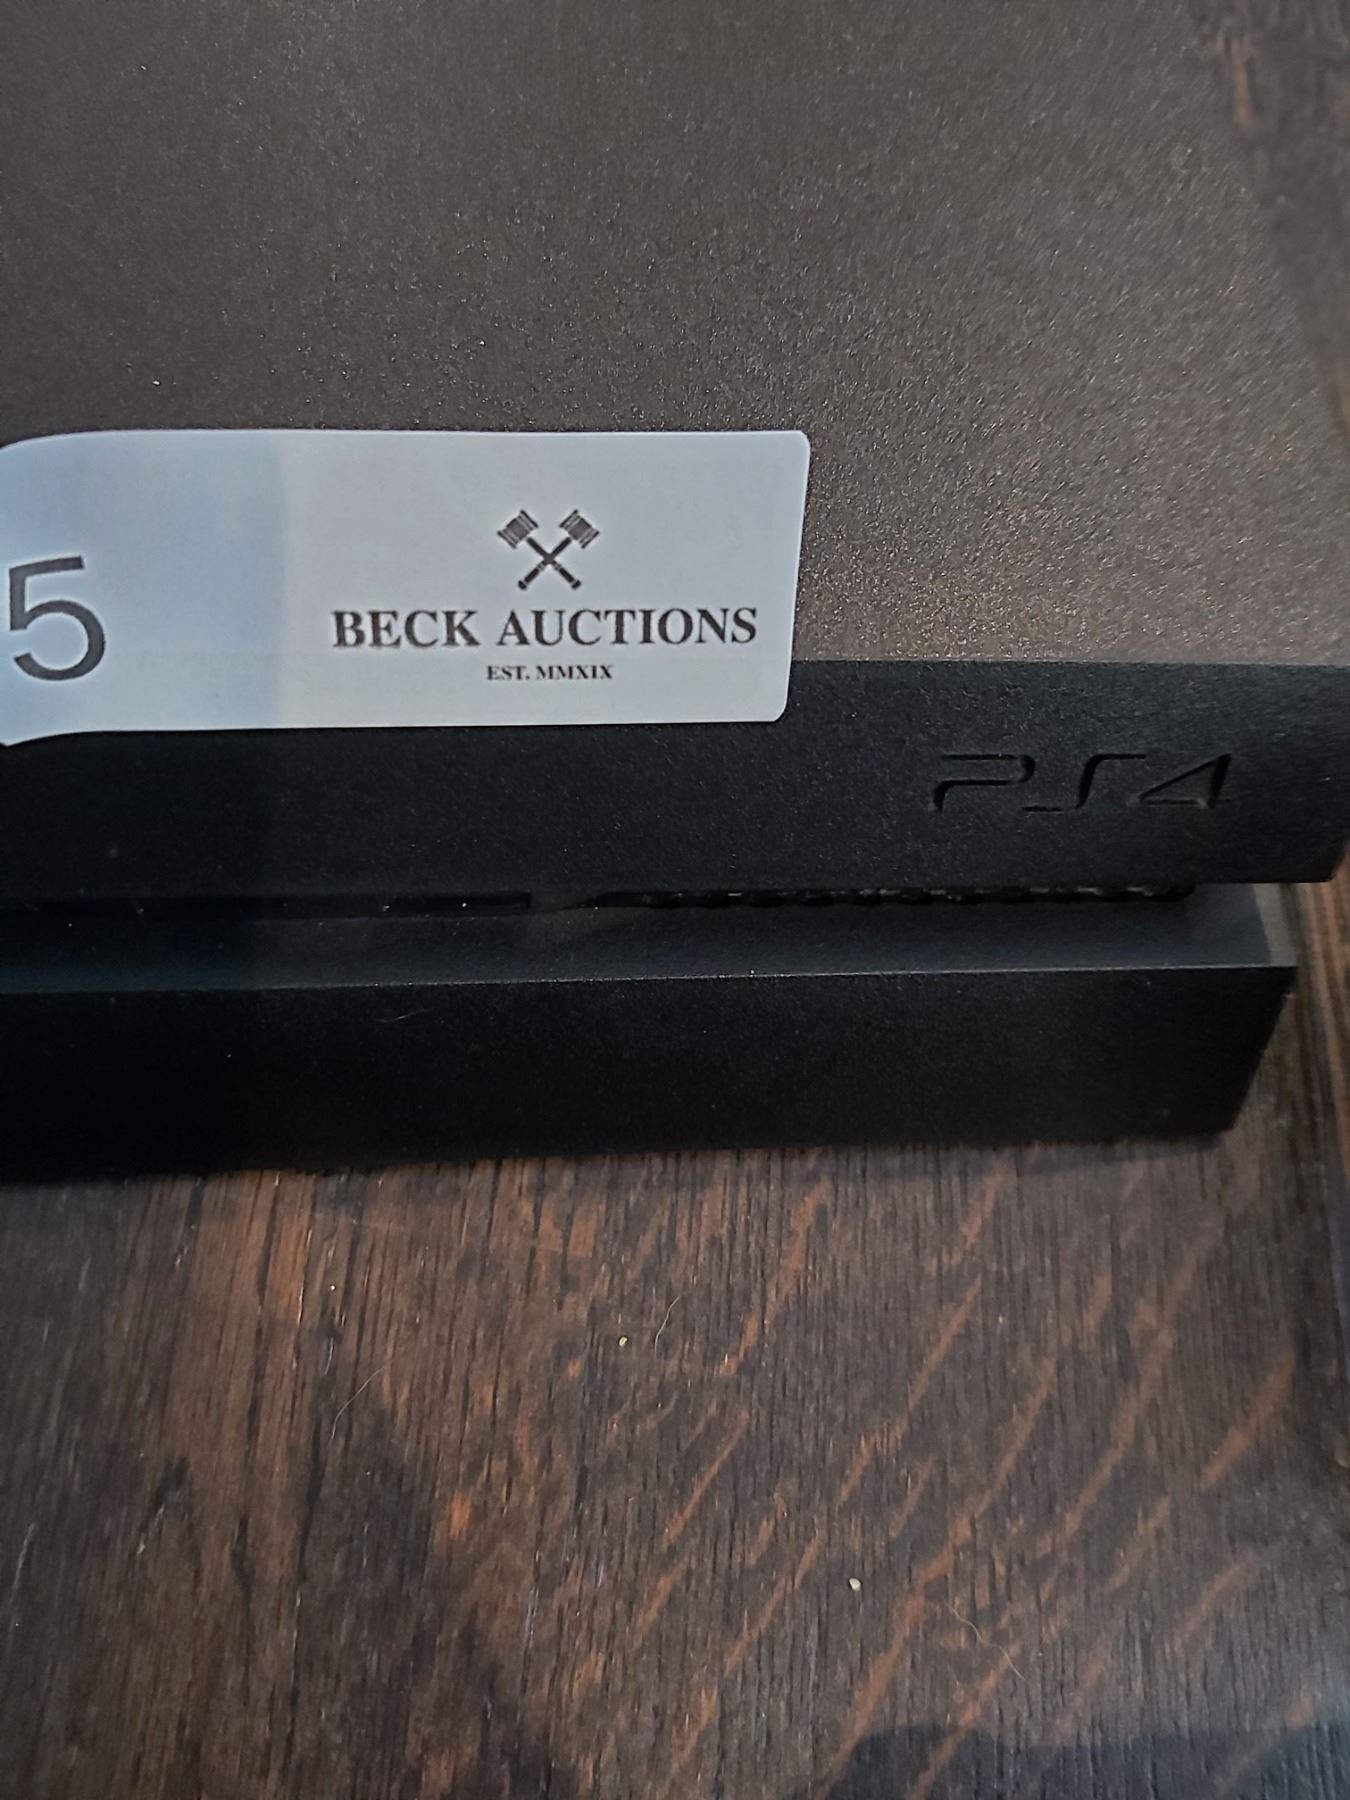 5
BECK AUCTIONS
EST. MMXIX
PS4